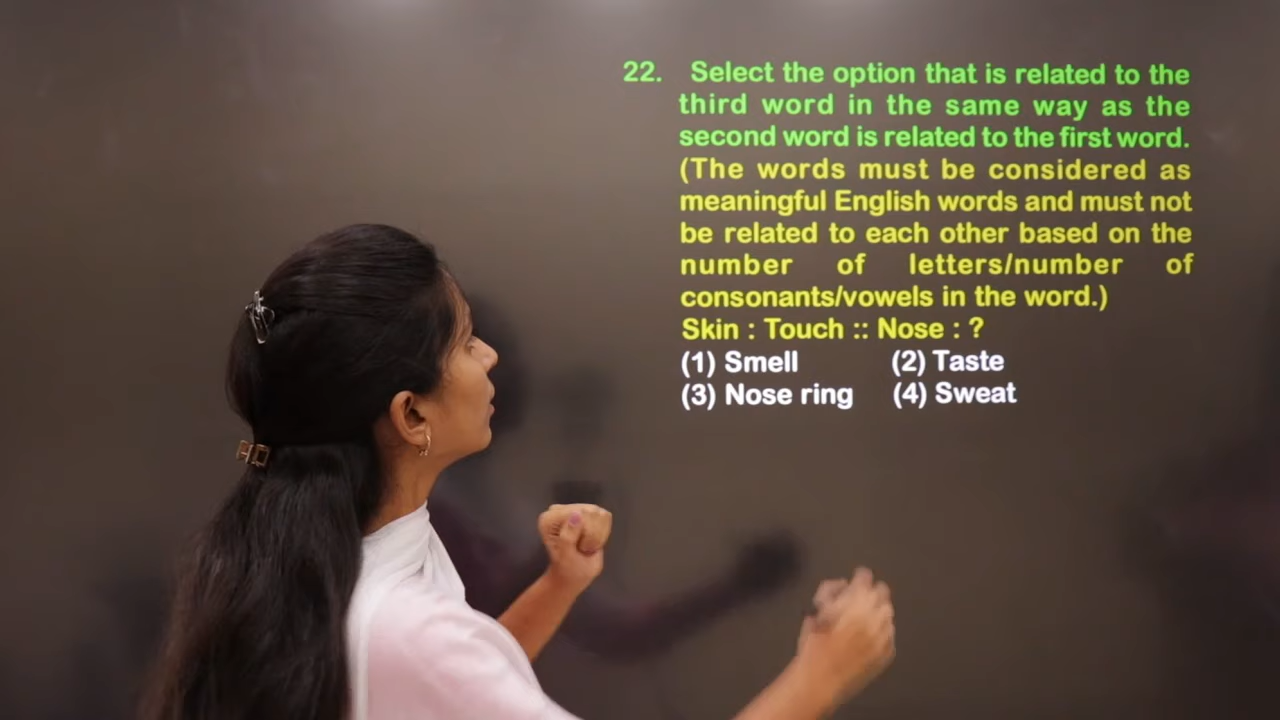 22. Select the option that is related to the
third word in the same way as the
second word is related to the first word.
(The words must be considered as
meaningful English words and must not
be related to each other based on the
number of letters/number of
consonants/vowels in the word.)
Skin : Touch :: Nose : ?
(1) Smell (2) Taste
(3) Nose ring (4) Sweat